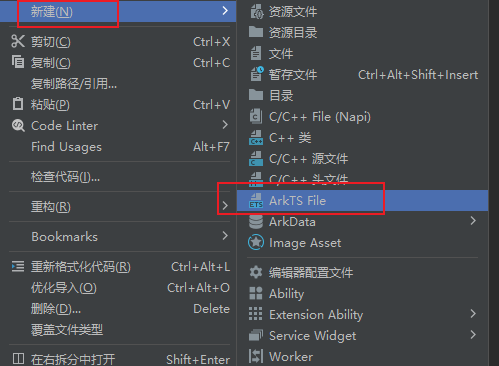 新建(N)
剪切(C) Ctrl+X
复制(C) Ctrl+C
复制路径/引用...
粘贴(P) Ctrl+V
Code Linter
Find Usages Alt+F7
检查代码(I)...
重构(R)
Bookmarks
重新格式化代码(R) Ctrl+Alt+L
优化导入(O) Ctrl+Alt+O
删除(D)... Delete
覆盖文件类型
在右拆分中打开 Shift+Enter
资源文件
资源目录
文件
暂存文件 Ctrl+Alt+Shift+Insert
目录
C/C++ File (Napi)
C++ 类
C/C++ 源文件
C/C++ 头文件
ArkTS File
ArkData
Image Asset
编辑器配置文件
Ability
Extension Ability
Service Widget
Worker